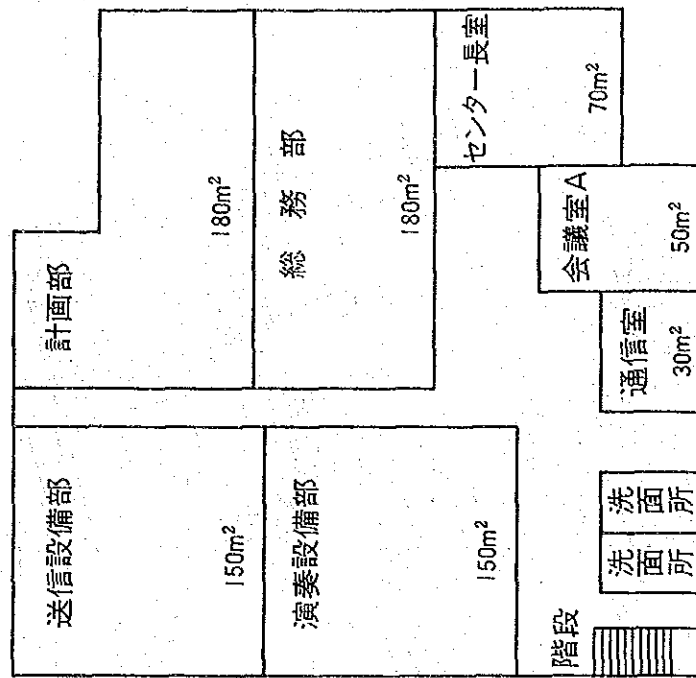 計画部
180m²
総務部
180m²
センター長室
70m²
会議室A
50m²
通信室
30m²
送信設備部
150m²
演奏設備部
150m²
洗面所
洗面所
階段